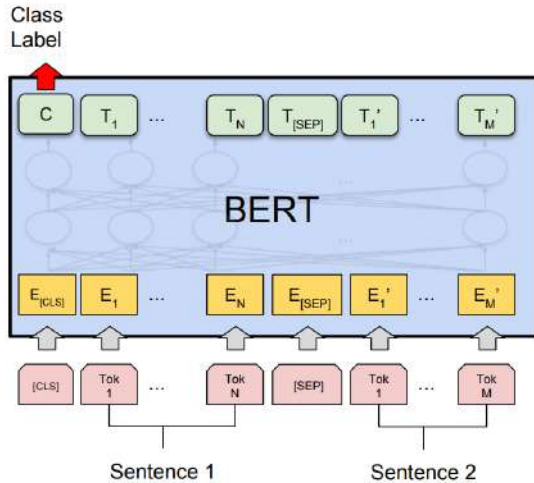 Class
Label
C T1 ... TN T[SEP] T1' ... TM'
...
BERT
...
E[CLS] E1 ... EN E[SEP] E1' ... EM'
[CLS] Tok 1 ... Tok N [SEP] Tok 1 ... Tok M
Sentence 1 Sentence 2